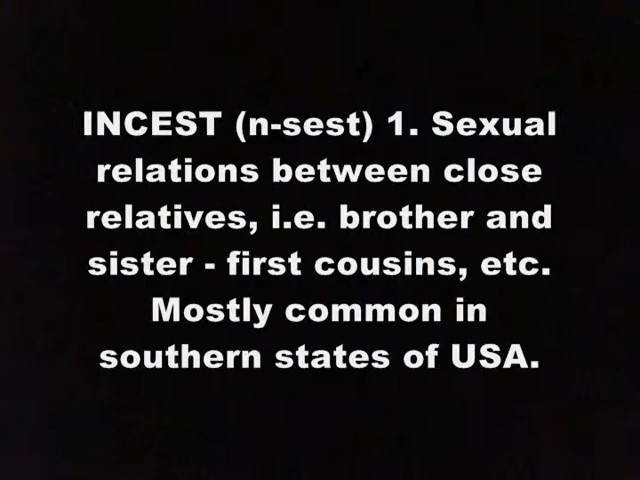 INCEST (n-sest) 1. Sexual
relations between close
relatives, i.e. brother and
sister - first cousins, etc.
Mostly common in
southern states of USA.